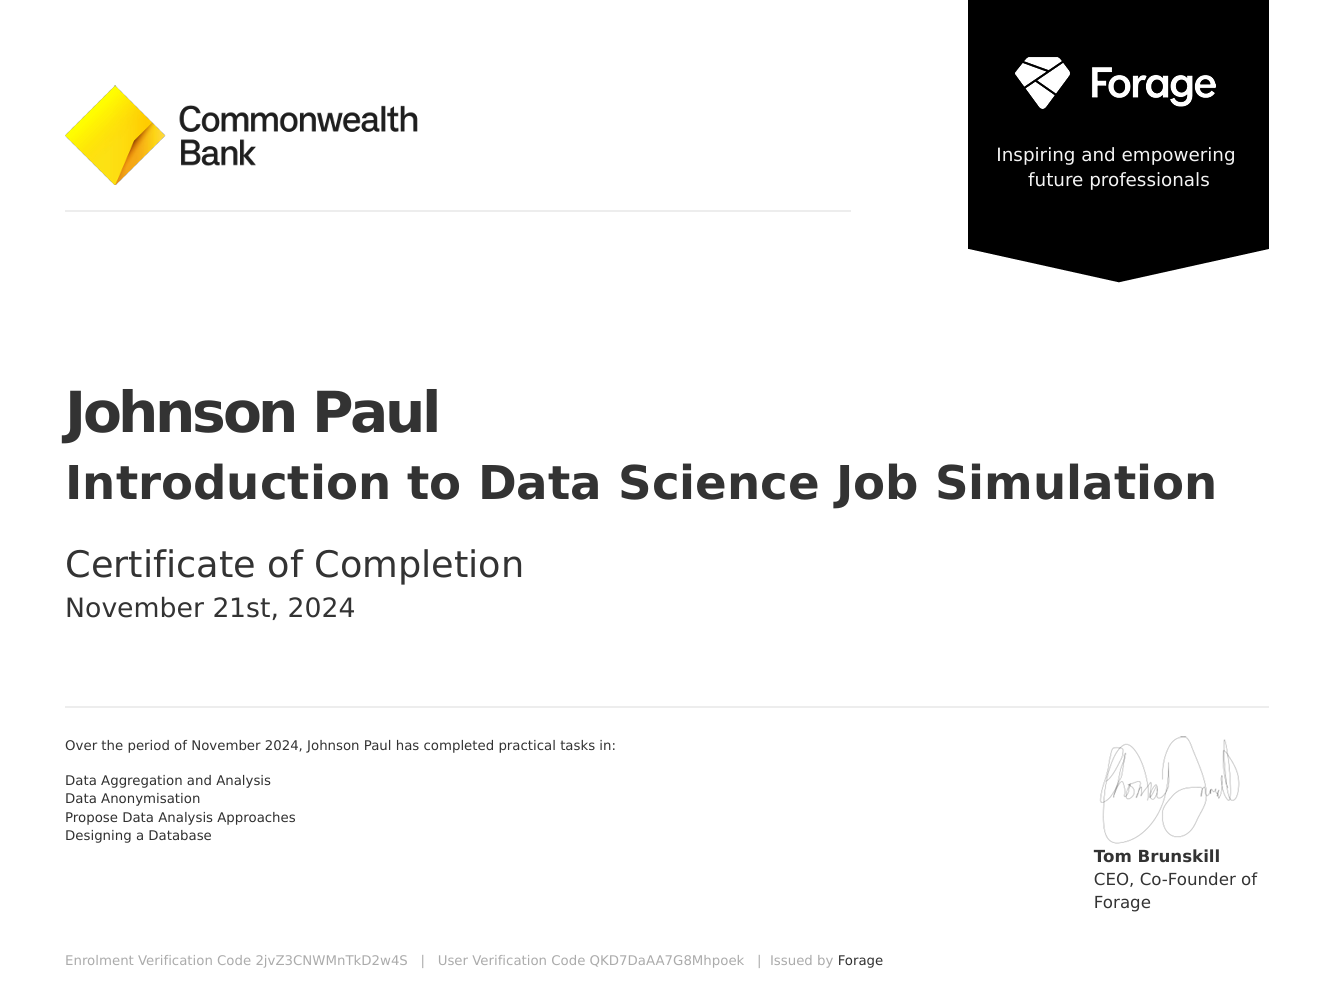 Commonwealth
Bank
Forage
Inspiring and empowering
future professionals
Johnson Paul
Introduction to Data Science Job Simulation
Certificate of Completion
November 21st, 2024
Over the period of November 2024, Johnson Paul has completed practical tasks in:
Data Aggregation and Analysis
Data Anonymisation
Propose Data Analysis Approaches
Designing a Database
Tom Brunskill
CEO, Co-Founder of
Forage
Enrolment Verification Code 2jvZ3CNWMnTkD2w4S | User Verification Code QKD7DaAA7G8Mhpoek | Issued by Forage